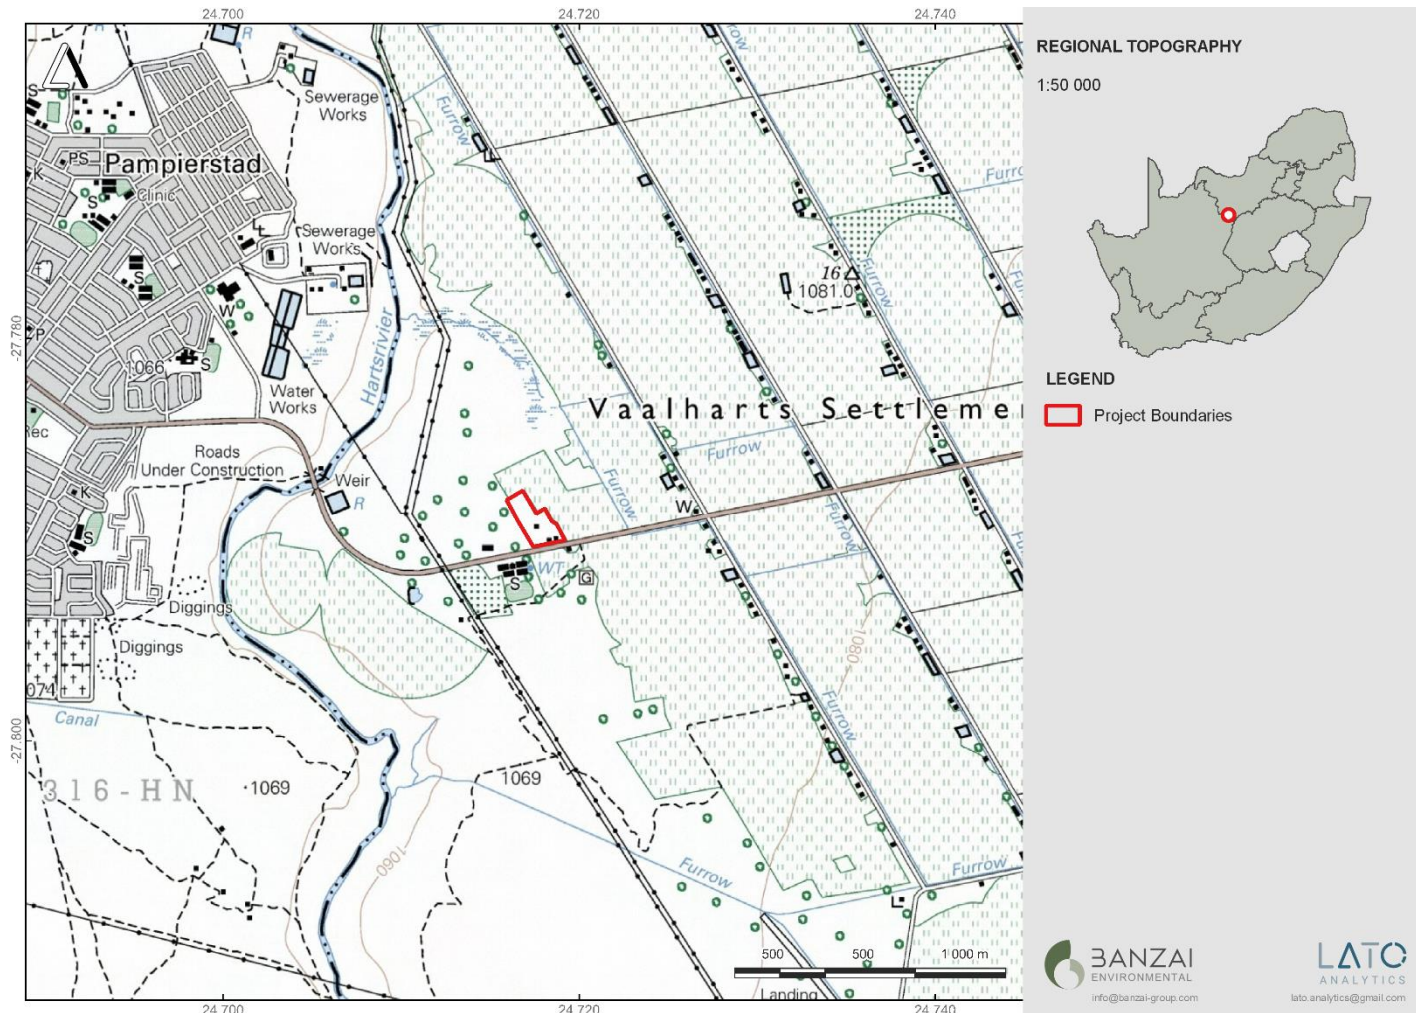 24.700
24.720
24.740
R
R
Furrow
S
Sewerage
Works
Furrow
PS
Pampierstad
K
Clinic
S
Furrow
Sewerage
Works
S
16
1081.0
Furrow
W
-27.780
ZP
Hartsrivier
1066
S
Water
Works
Vaalharts Settleme
Rec
Roads
Under Construction
Furrow
Weir
Furrow
K
R
W
Furrow
S
WT
S
G
Diggings
Diggings
1080
074
Canal
Furrow
-27.800
316-HN
1069
1069
1060
Furrow
Furrow
500
500
1000 m
Landing
24.700
24.720
24.740
REGIONAL TOPOGRAPHY
1:50 000
LEGEND
Project Boundaries
BANZAI
ENVIRONMENTAL
info@banzai-group.com
LATO
ANALYTICS
lato.analytics@gmail.com